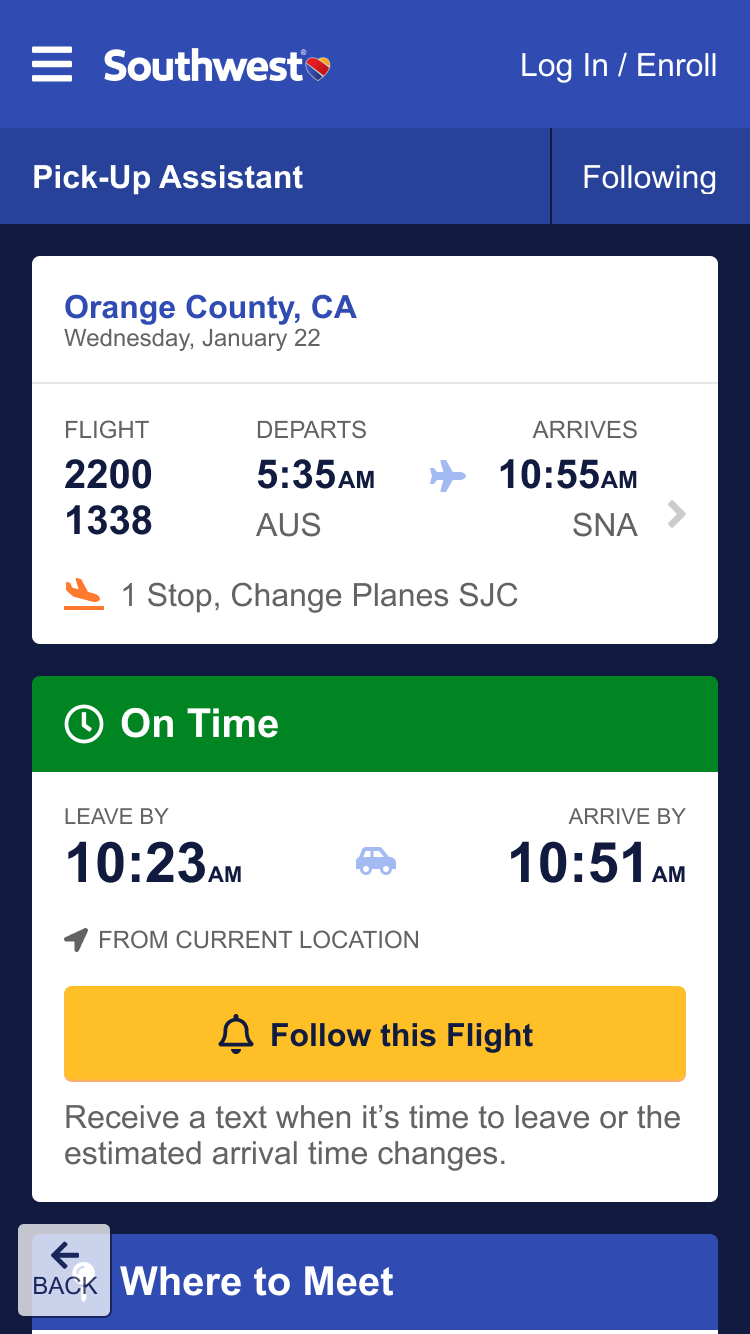 Southwest® Log In / Enroll
Pick-Up Assistant Following
Orange County, CA
Wednesday, January 22
FLIGHT DEPARTS ARRIVES
2200 5:35AM 10:55AM
1338 AUS SNA
1 Stop, Change Planes SJC
On Time
LEAVE BY ARRIVE BY
10:23AM 10:51AM
FROM CURRENT LOCATION
Follow this Flight
Receive a text when it’s time to leave or the
estimated arrival time changes.
BACK Where to Meet